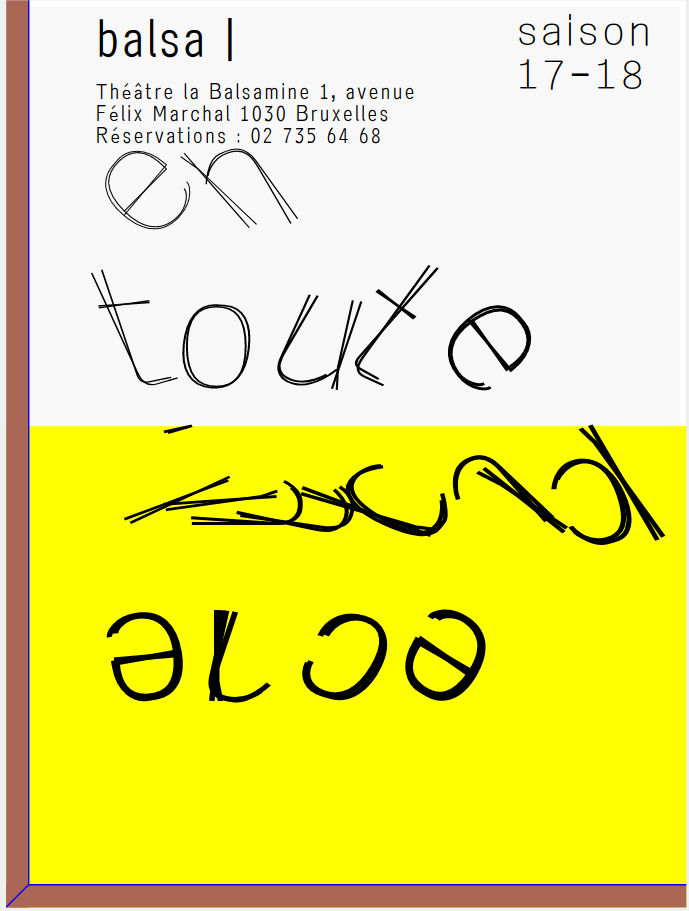 balsa |
saison
17-18
Théâtre la Balsamine 1, avenue
Félix Marchal 1030 Bruxelles
Réservations : 02 735 64 68
en
toute